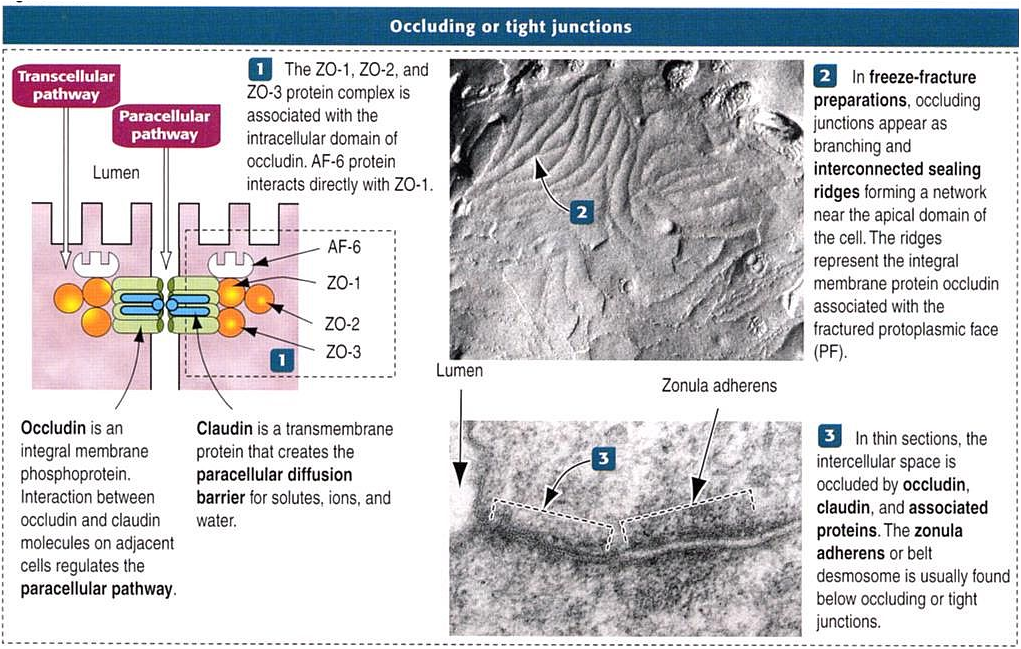 Occluding or tight junctions
Transcellular
pathway
Paracellular
pathway
Lumen
1 The ZO-1, ZO-2, and
ZO-3 protein complex is
associated with the
intracellular domain of
occludin. AF-6 protein
interacts directly with ZO-1.
AF-6
ZO-1
ZO-2
ZO-3
1
Occludin is an
integral membrane
phosphoprotein.
Interaction between
occludin and claudin
molecules on adjacent
cells regulates the
paracellular pathway.
Claudin is a transmembrane
protein that creates the
paracellular diffusion
barrier for solutes, ions, and
water.
2
2 In freeze-fracture
preparations, occluding
junctions appear as
branching and
interconnected sealing
ridges forming a network
near the apical domain of
the cell. The ridges
represent the integral
membrane protein occludin
associated with the
fractured protoplasmic face
(PF).
Lumen
Zonula adherens
3
3 In thin sections, the
intercellular space is
occluded by occludin,
claudin, and associated
proteins. The zonula
adherens or belt
desmosome is usually found
below occluding or tight
junctions.